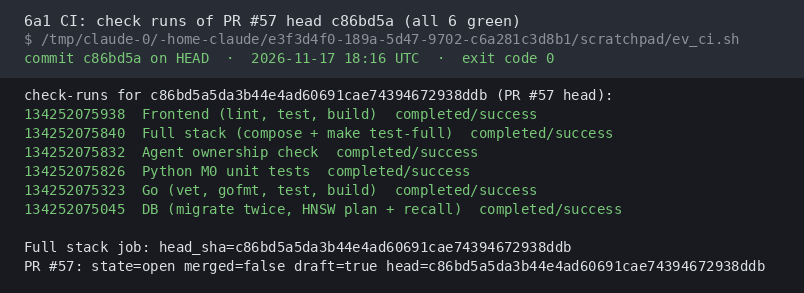 6a1 CI: check runs of PR #57 head c86bd5a (all 6 green)
$ /tmp/claude-0/-home-claude/e3f3d4f0-189a-5d47-9702-c6a281c3d8b1/scratchpad/ev_ci.sh
commit c86bd5a on HEAD · 2026-11-17 18:16 UTC · exit code 0
check-runs for c86bd5a5da3b44e4ad60691cae74394672938ddb (PR #57 head):
134252075938 Frontend (lint, test, build) completed/success
134252075840 Full stack (compose + make test-full) completed/success
134252075832 Agent ownership check completed/success
134252075826 Python M0 unit tests completed/success
134252075323 Go (vet, gofmt, test, build) completed/success
134252075045 DB (migrate twice, HNSW plan + recall) completed/success
Full stack job: head_sha=c86bd5a5da3b44e4ad60691cae74394672938ddb
PR #57: state=open merged=false draft=true head=c86bd5a5da3b44e4ad60691cae74394672938ddb